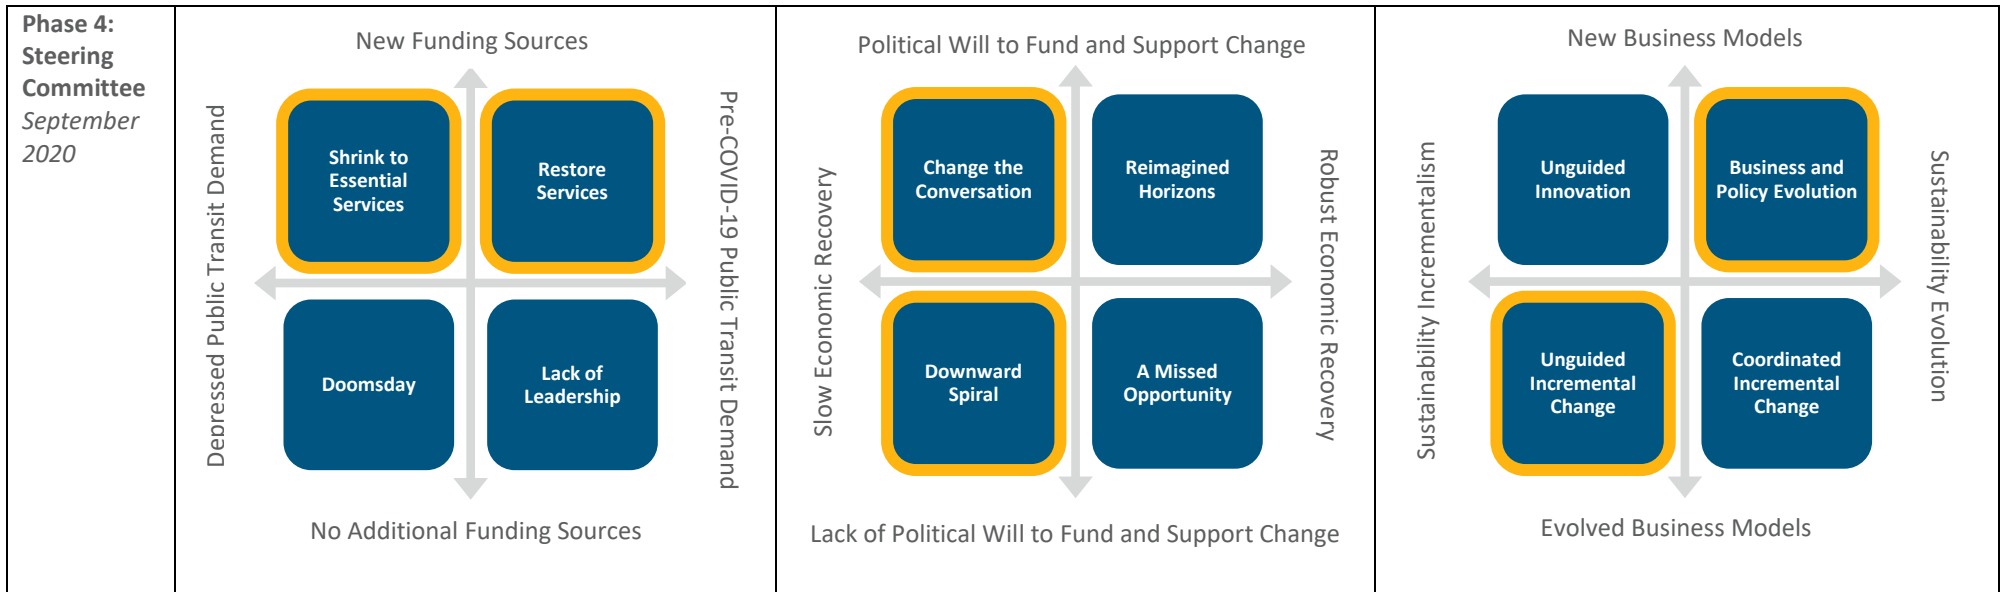 Phase 4:
Steering
Committee
September
2020
New Funding Sources
Depressed Public Transit Demand
Shrink to
Essential
Services
Restore
Services
Doomsday
Lack of
Leadership
Pre-COVID-19 Public Transit Demand
No Additional Funding Sources
Political Will to Fund and Support Change
Slow Economic Recovery
Change the
Conversation
Reimagined
Horizons
Downward
Spiral
A Missed
Opportunity
Robust Economic Recovery
Lack of Political Will to Fund and Support Change
New Business Models
Sustainability Incrementalism
Unguided
Innovation
Business and
Policy Evolution
Unguided
Incremental
Change
Coordinated
Incremental
Change
Sustainability Evolution
Evolved Business Models